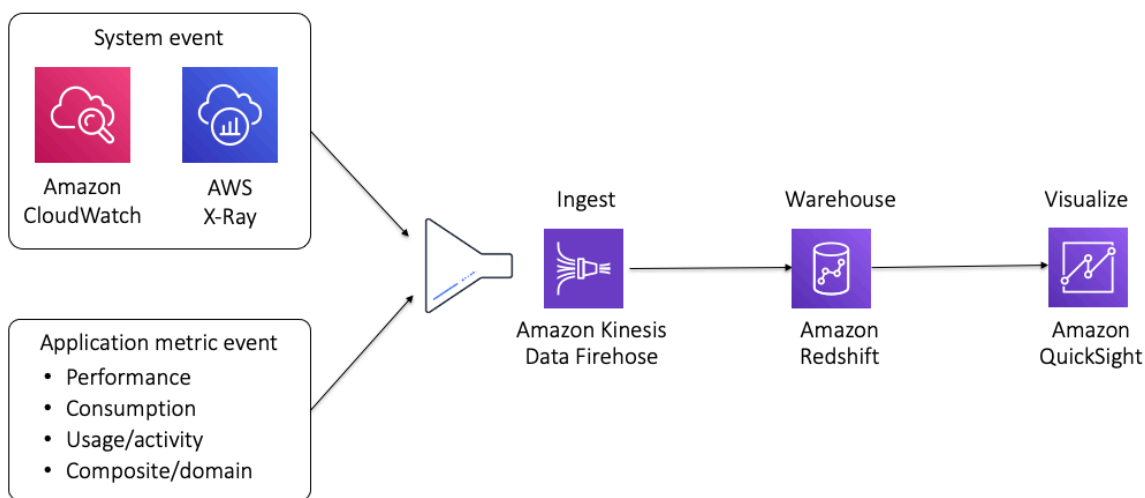 System event
Amazon
CloudWatch
AWS
X-Ray
Application metric event
• Performance
• Consumption
• Usage/activity
• Composite/domain
Ingest
Amazon Kinesis
Data Firehose
Warehouse
Amazon
Redshift
Visualize
Amazon
QuickSight